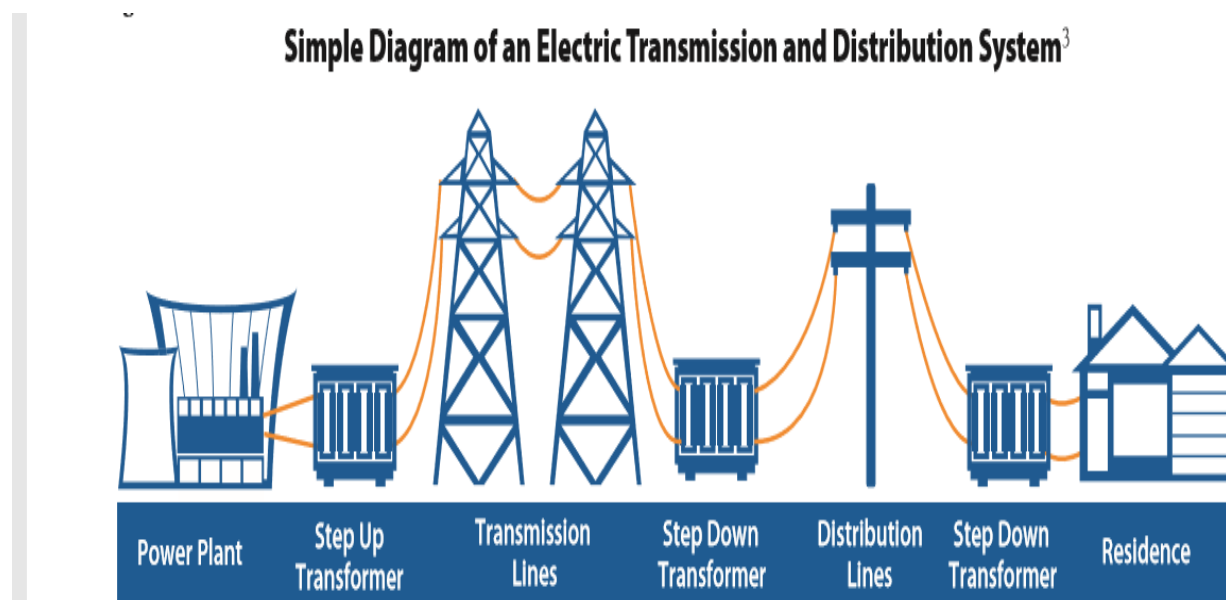 Simple Diagram of an Electric Transmission and Distribution System3
Power Plant
Step Up
Transformer
Transmission
Lines
Step Down
Transformer
Distribution
Lines
Step Down
Transformer
Residence